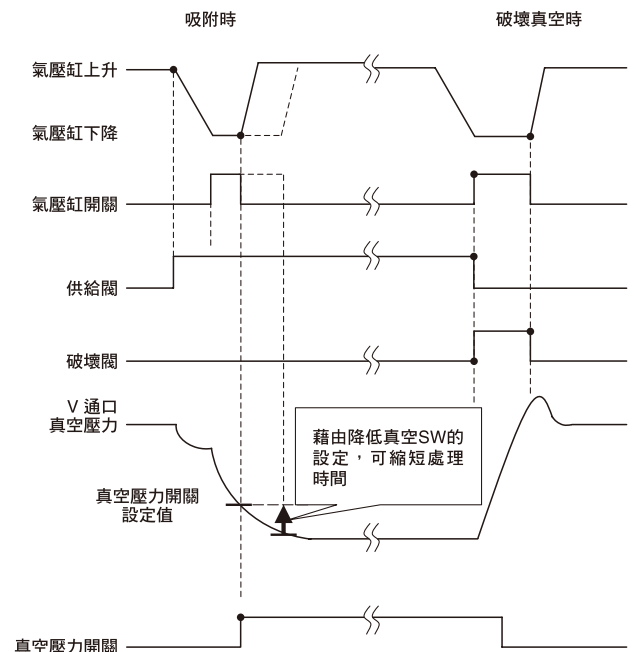 吸附時
破壞真空時
氣壓缸上升
氣壓缸下降
氣壓缸開關
供給閥
破壞閥
V 通口
真空壓力
藉由降低真空SW的
設定，可縮短處理
時間
真空壓力開關
設定值
真空壓力開關